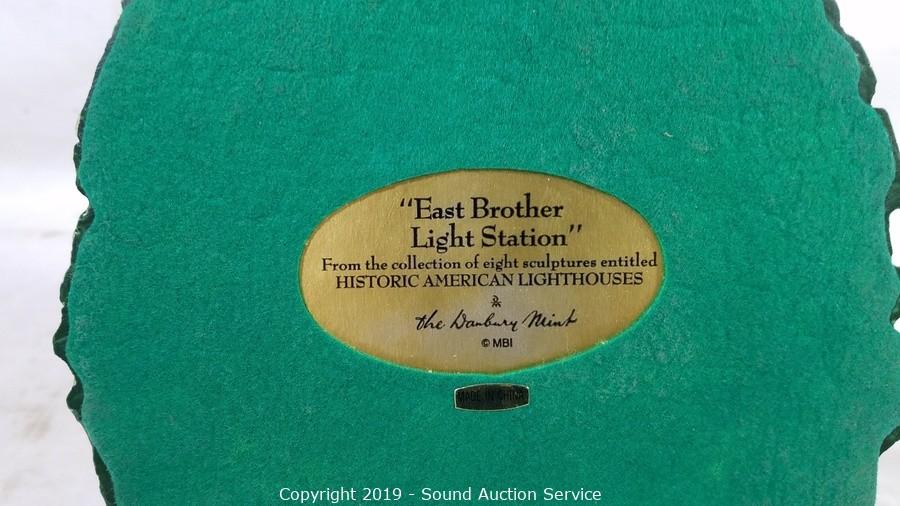 "East Brother
Light Station"
From the collection of eight sculptures entitled
HISTORIC AMERICAN LIGHTHOUSES
DM
the Danbury Mint
© MBI
MADE IN CHINA
Copyright 2019 - Sound Auction Service